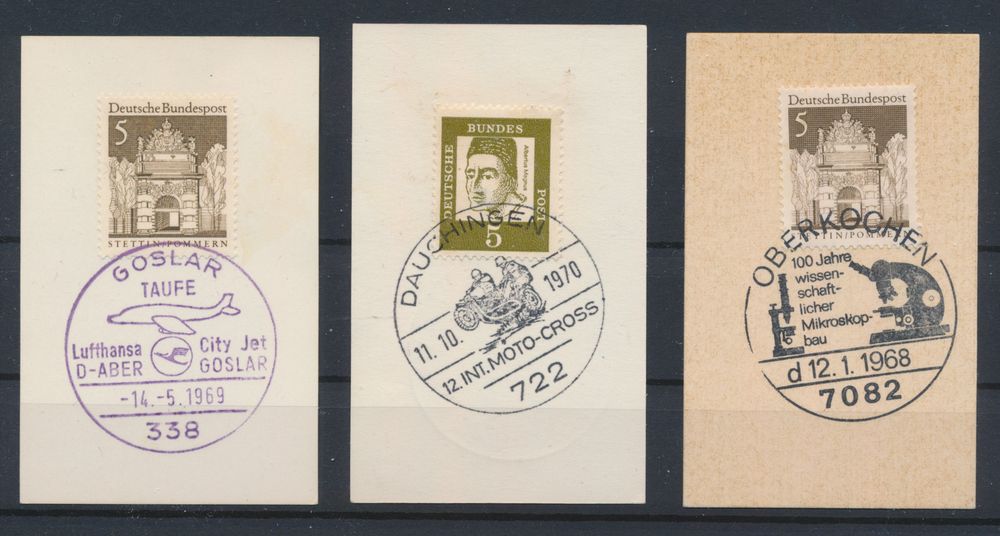 Deutsche Bundespost
5
STETTIN/POMMERN
GOSLAR
TAUFE
Lufthansa City Jet
D-ABER GOSLAR
-14.-5.1969
338
BUNDES
DEUTSCHE
Albertus Magnus
POST
5
DAUCHINGEN
11.10. 1970
12.INT.MOTO-CROSS
722
Deutsche Bundespost
5
STETTIN/POMMERN
OBERKOCHEN
100 Jahre
wissen-
schaft-
licher
Mikroskop-
bau
d 12.1.1968
7082